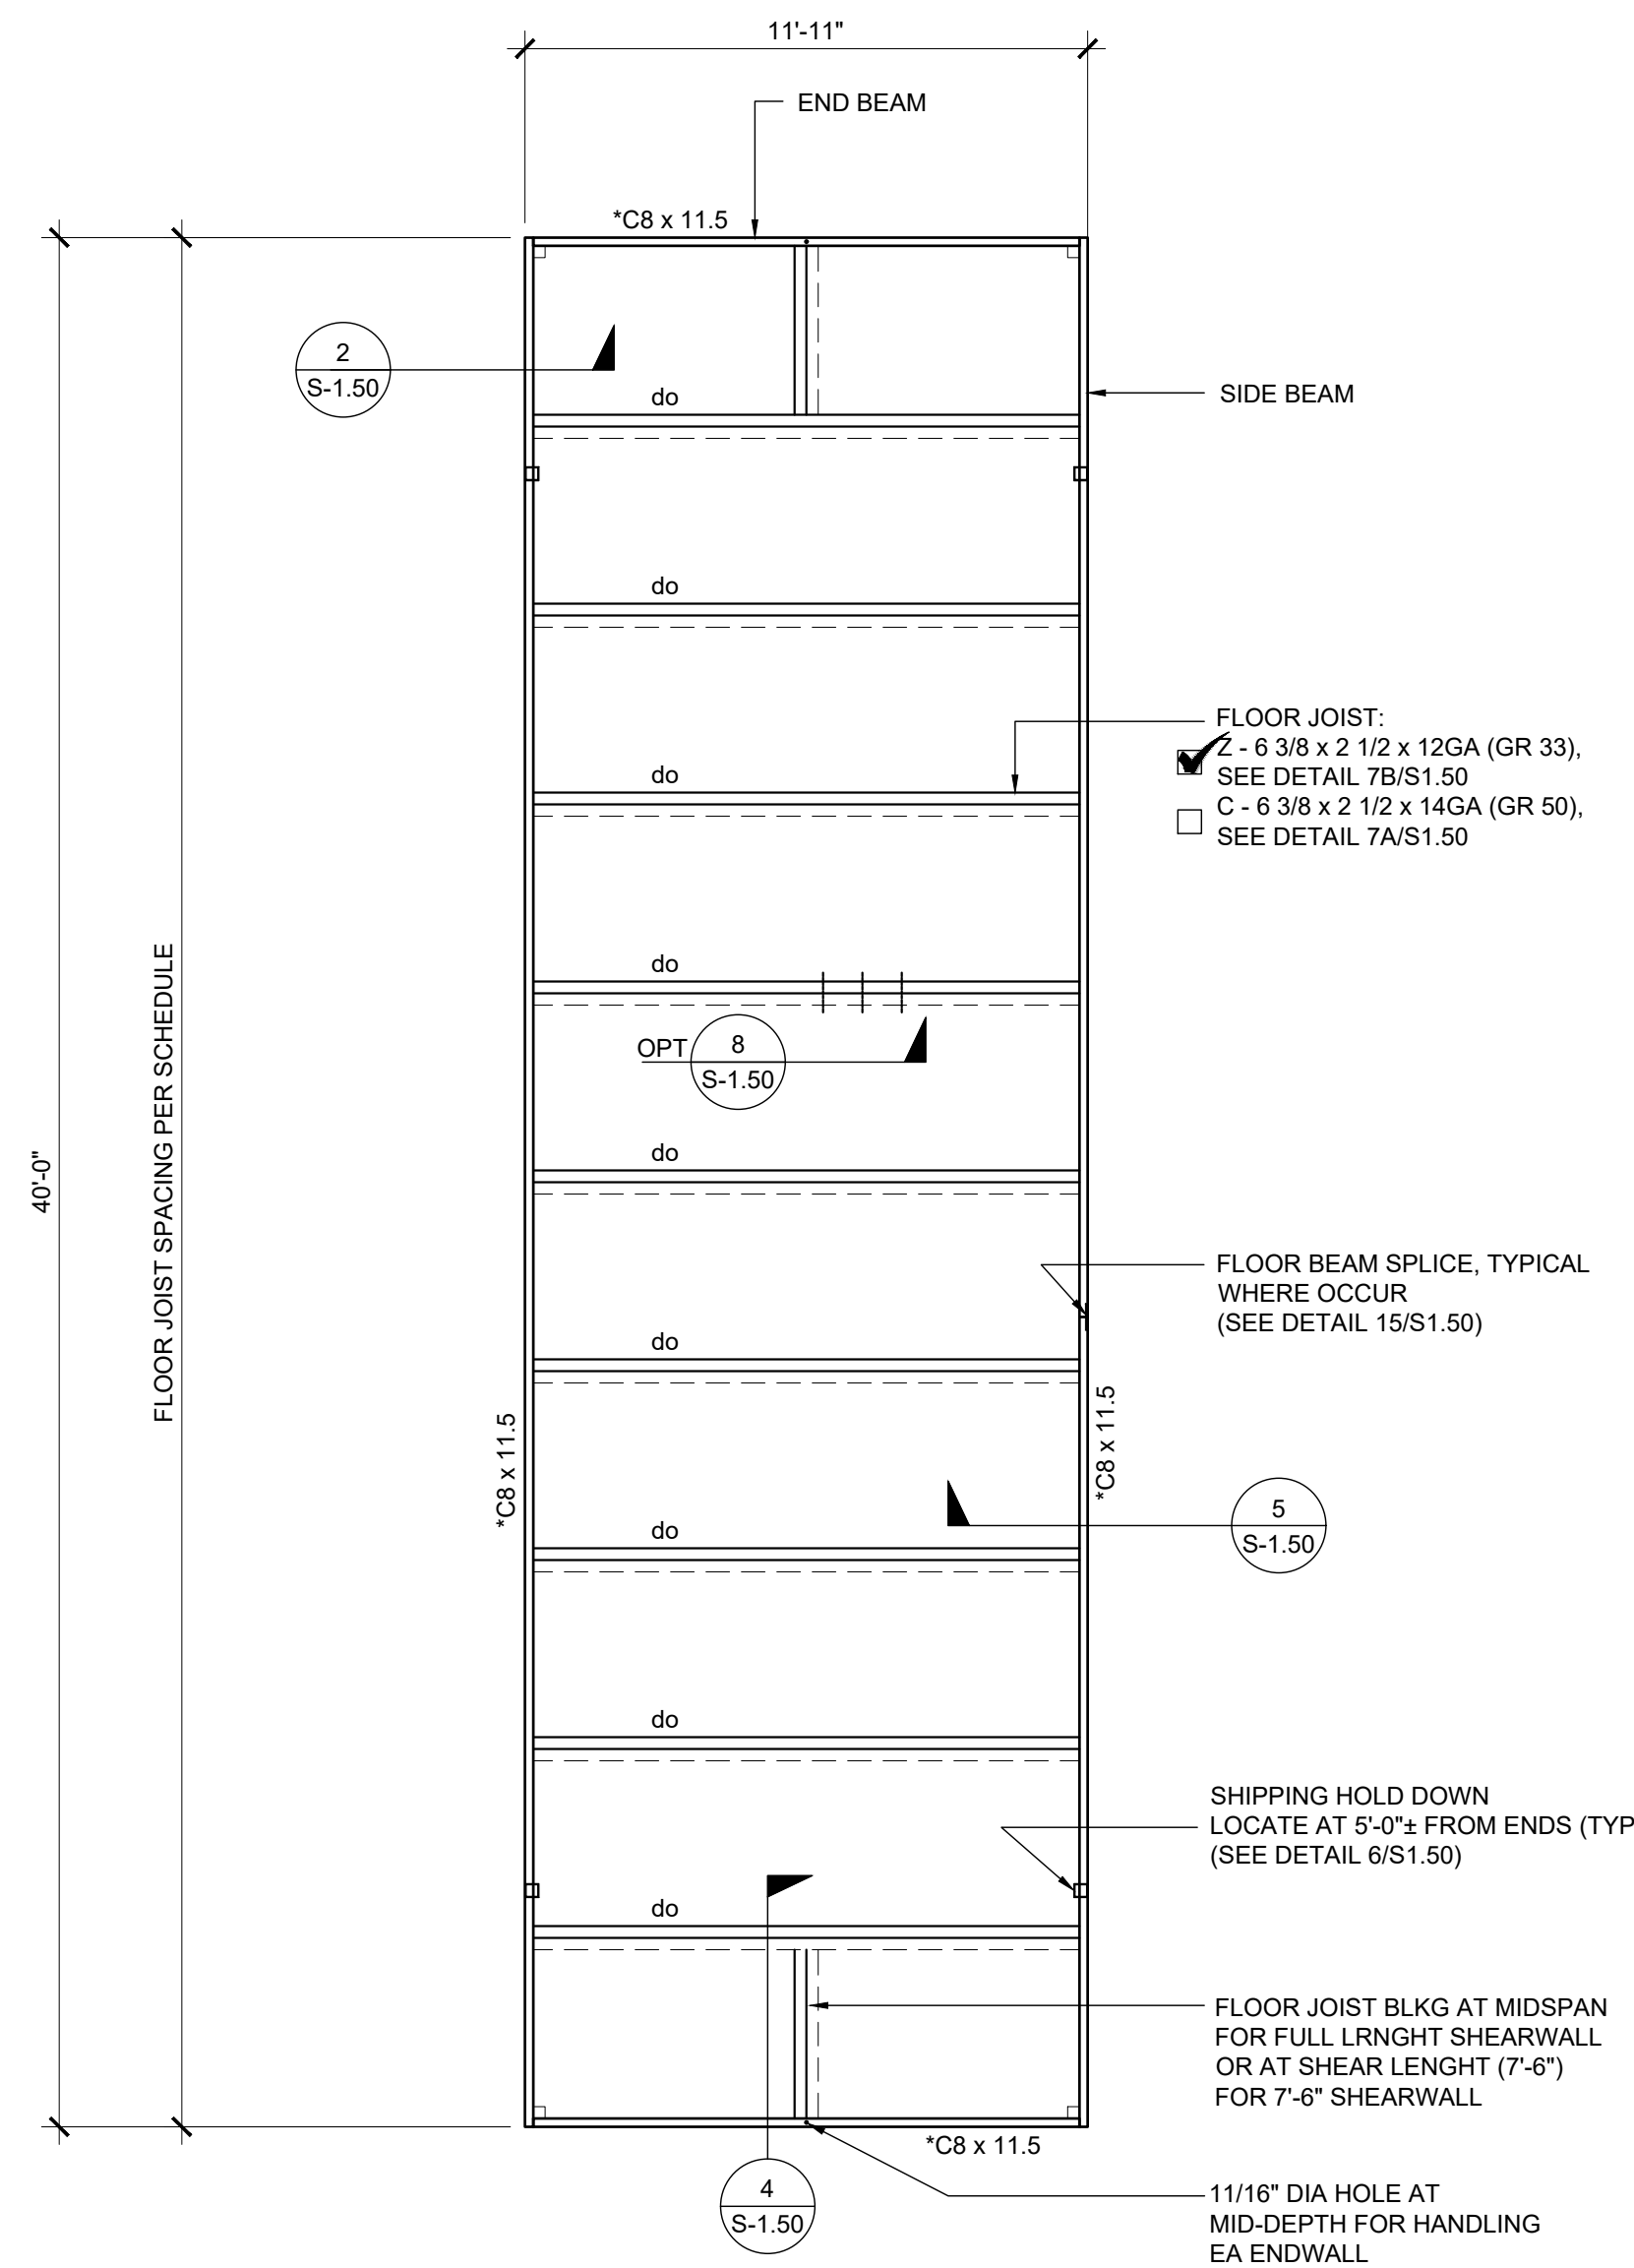 11'-11"
END BEAM
*C8 x 11.5
2
S-1.50
do
SIDE BEAM
do
FLOOR JOIST:
Z - 6 3/8 x 2 1/2 x 12GA (GR 33),
SEE DETAIL 7B/S1.50
C - 6 3/8 x 2 1/2 x 14GA (GR 50),
SEE DETAIL 7A/S1.50
do
do
OPT
8
S-1.50
FLOOR JOIST SPACING PER SCHEDULE
40'-0"
do
FLOOR BEAM SPLICE, TYPICAL
WHERE OCCUR
(SEE DETAIL 15/S1.50)
do
*C8 x 11.5
*C8 x 11.5
5
S-1.50
do
do
SHIPPING HOLD DOWN
LOCATE AT 5'-0"± FROM ENDS (TYP
(SEE DETAIL 6/S1.50)
do
FLOOR JOIST BLKG AT MIDSPAN
FOR FULL LRNGHT SHEARWALL
OR AT SHEAR LENGHT (7'-6")
FOR 7'-6" SHEARWALL
*C8 x 11.5
4
S-1.50
11/16" DIA HOLE AT
MID-DEPTH FOR HANDLING
EA ENDWALL